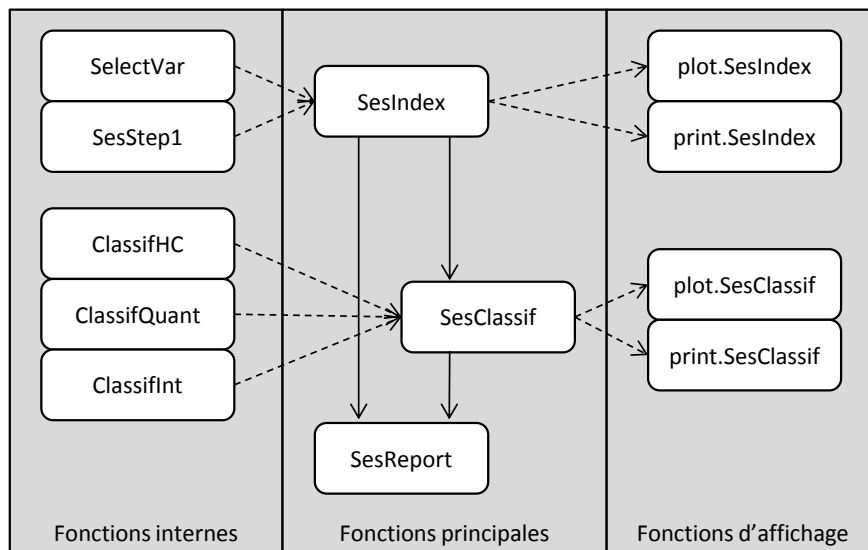 SelectVar
SesStep1
ClassifHC
ClassifQuant
ClassifInt
Fonctions internes
SesIndex
SesClassif
SesReport
Fonctions principales
plot.SesIndex
print.SesIndex
plot.SesClassif
print.SesClassif
Fonctions d’affichage